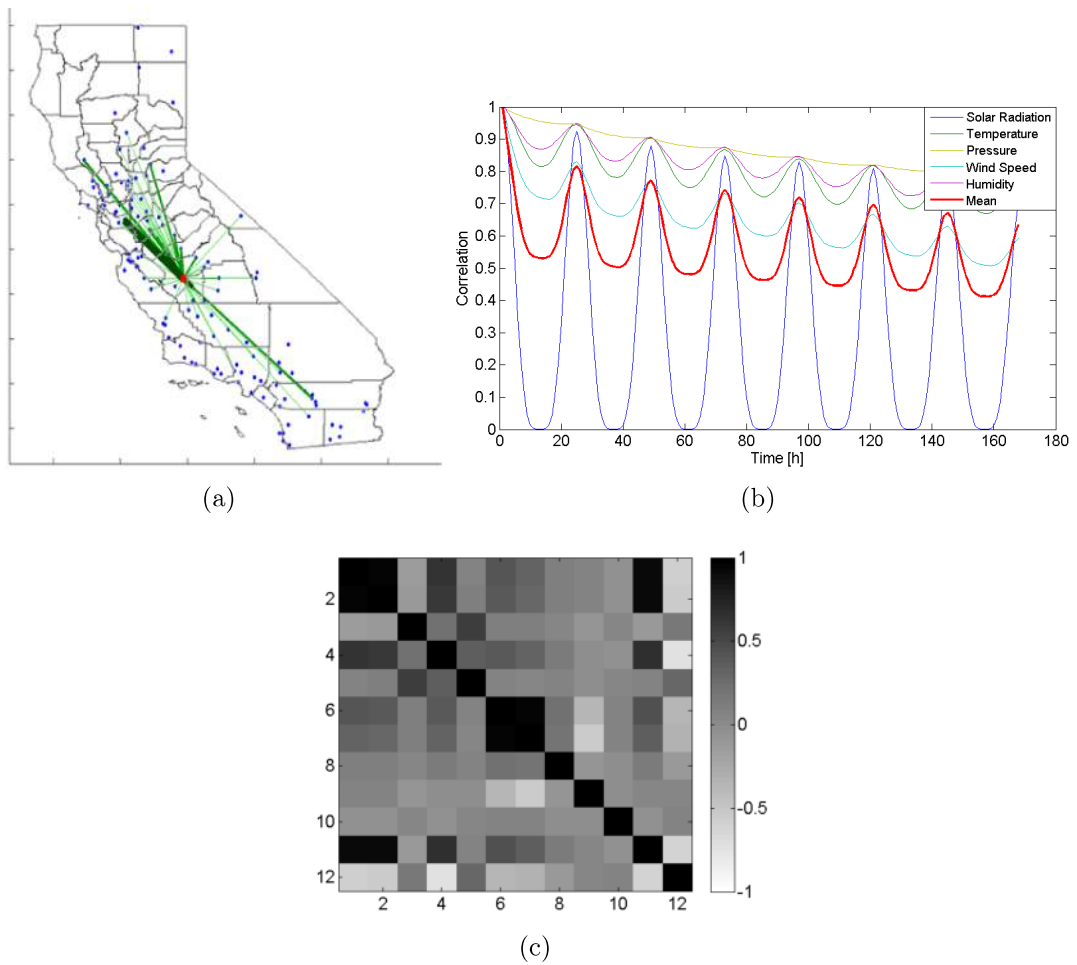 (a)
1
0.9
0.8
0.7
0.6
0.5
0.4
0.3
0.2
0.1
0
Correlation
0 20 40 60 80 100 120 140 160 180
Time [h]
Solar Radiation
Temperature
Pressure
Wind Speed
Humidity
Mean
(b)
2
4
6
8
10
12
2 4 6 8 10 12
1
0.5
0
-0.5
-1
(c)